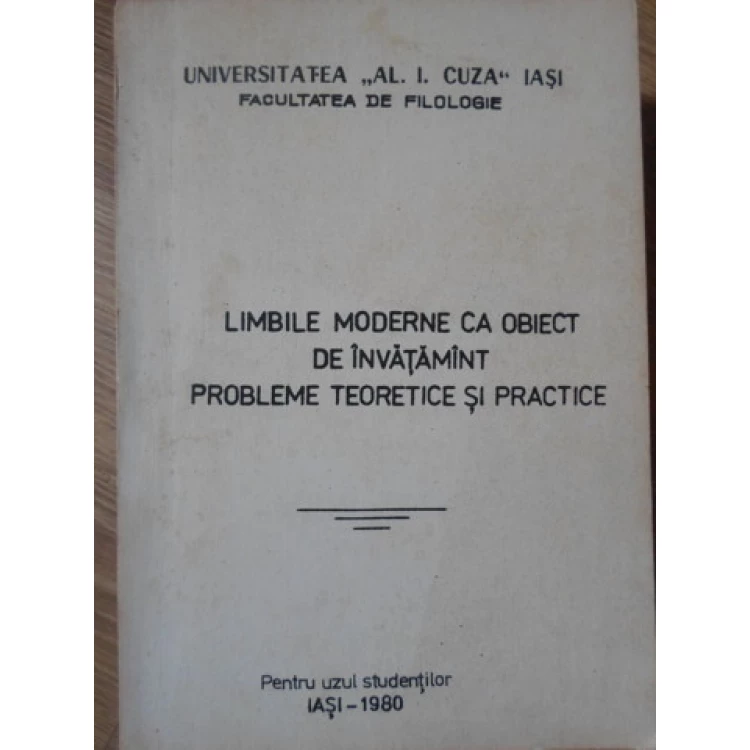 UNIVERSITATEA „AL. I. CUZA“ IAȘI
FACULTATEA DE FILOLOGIE
LIMBILE MODERNE CA OBIECT
DE ÎNVĂȚĂMÎNT
PROBLEME TEORETICE ȘI PRACTICE
Pentru uzul studenților
IAȘI – 1980